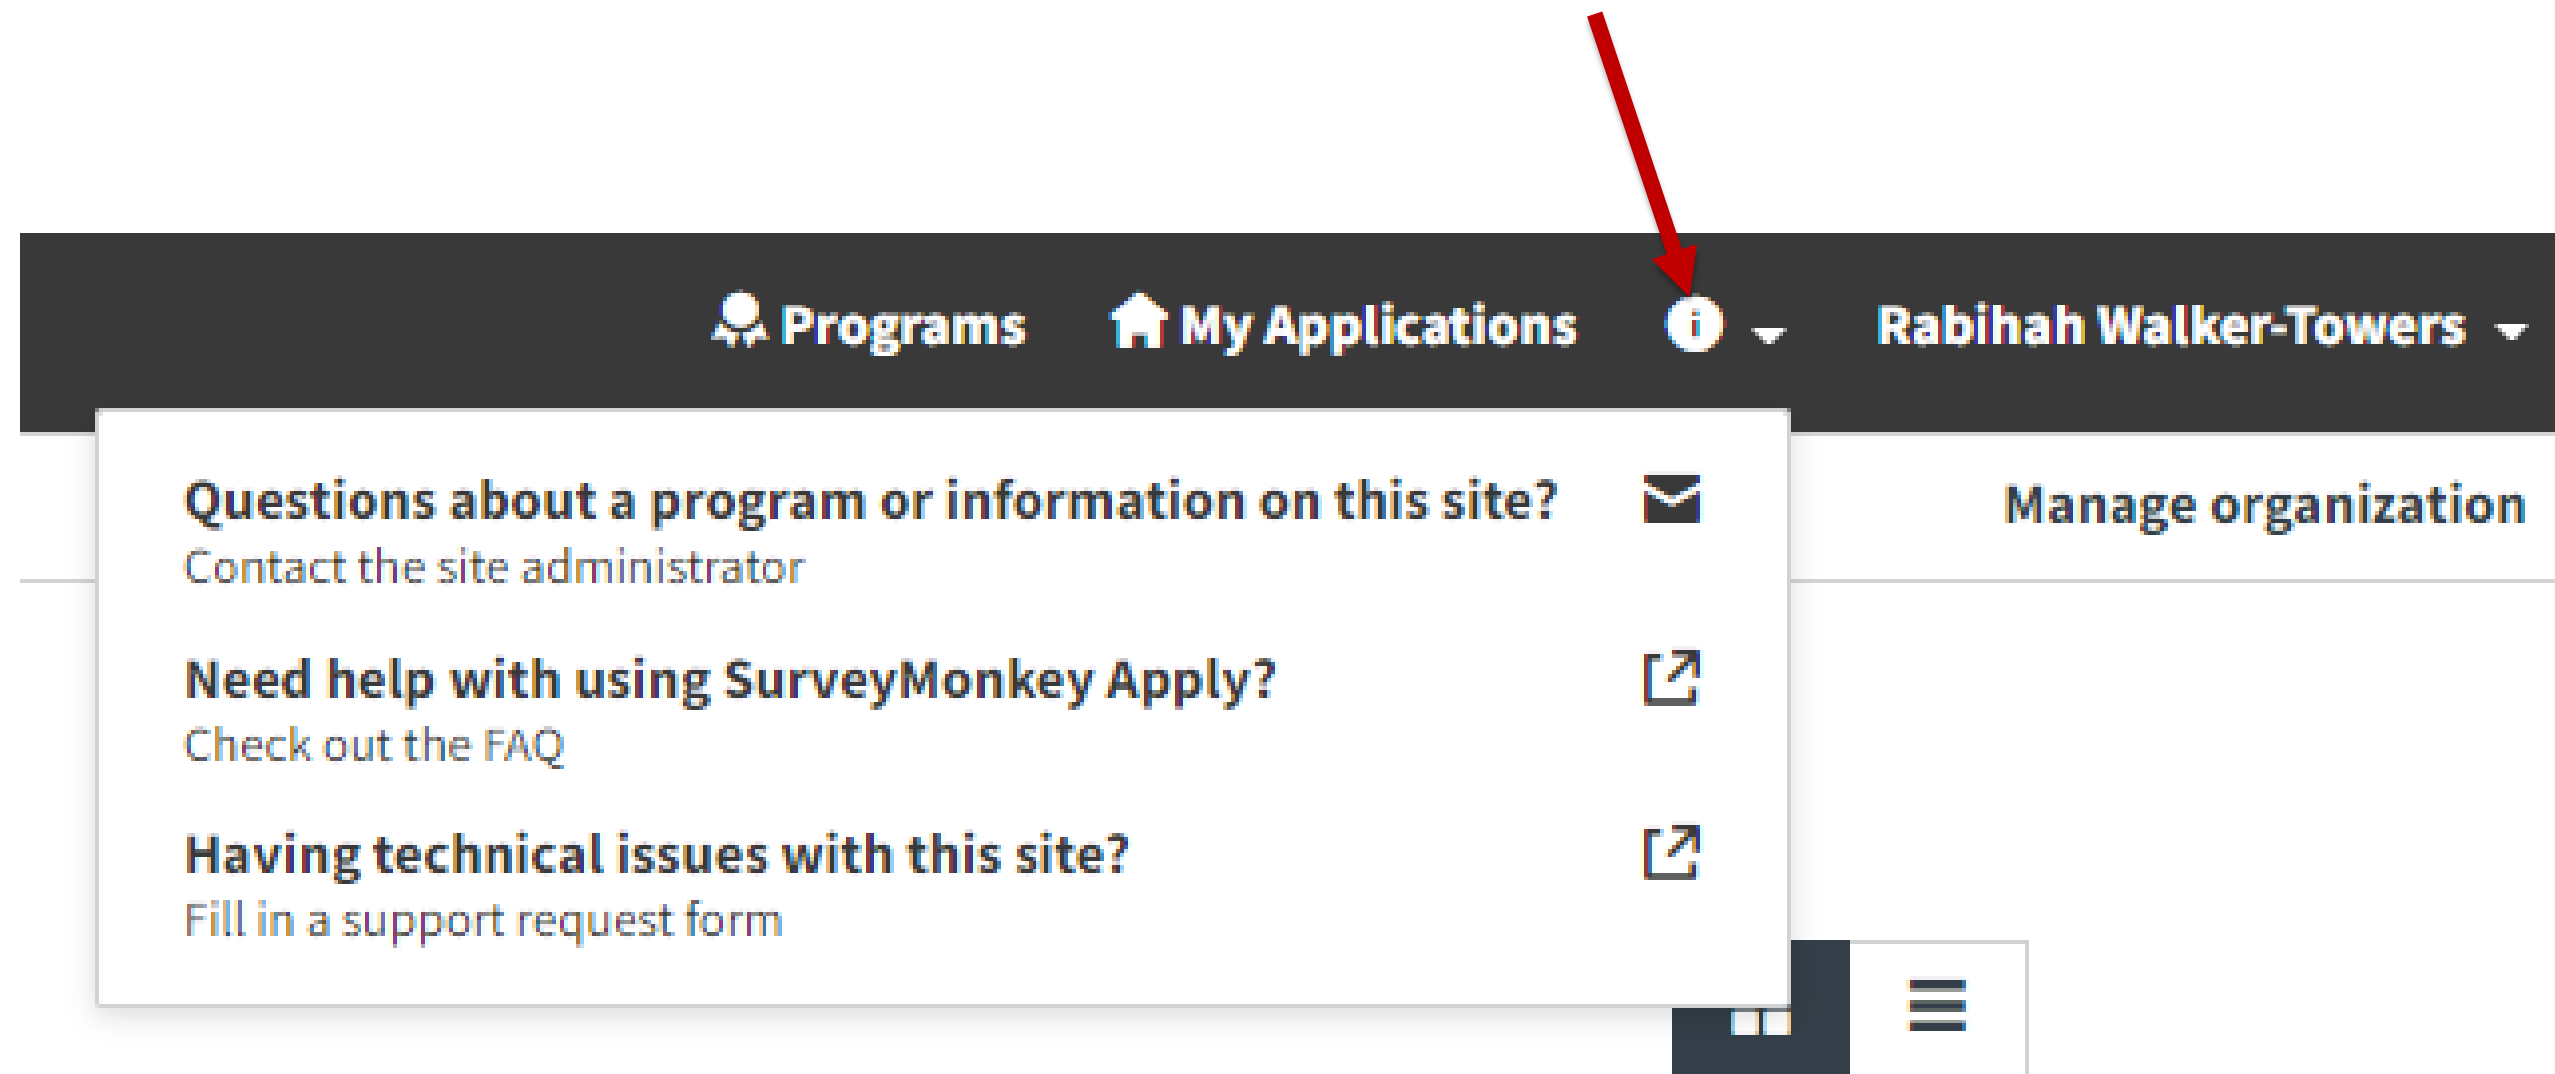 Programs My Applications Rabihah Walker-Towers
Manage organization
Questions about a program or information on this site?
Contact the site administrator
Need help with using SurveyMonkey Apply?
Check out the FAQ
Having technical issues with this site?
Fill in a support request form